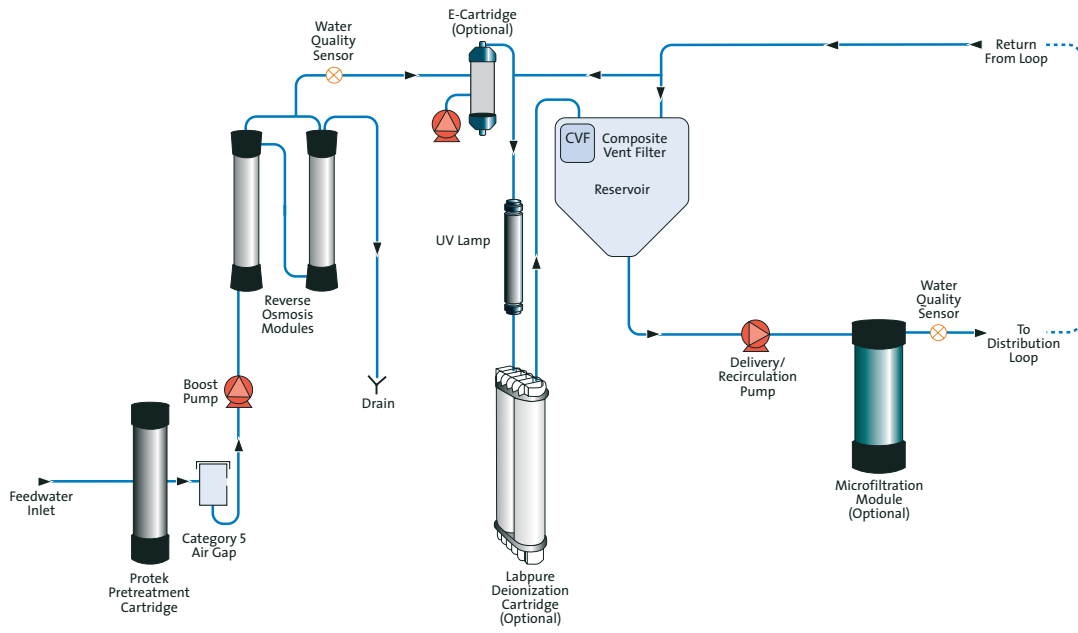 E-Cartridge
(Optional)
Water
Quality
Sensor
Return
From Loop
CVF
Composite
Vent Filter
Reservoir
UV Lamp
Reverse
Osmosis
Modules
Water
Quality
Sensor
To
Distribution
Loop
Delivery/
Recirculation
Pump
Boost
Pump
Drain
Feedwater
Inlet
Microfiltration
Module
(Optional)
Category 5
Air Gap
Protek
Pretreatment
Cartridge
Labpure
Deionization
Cartridge
(Optional)